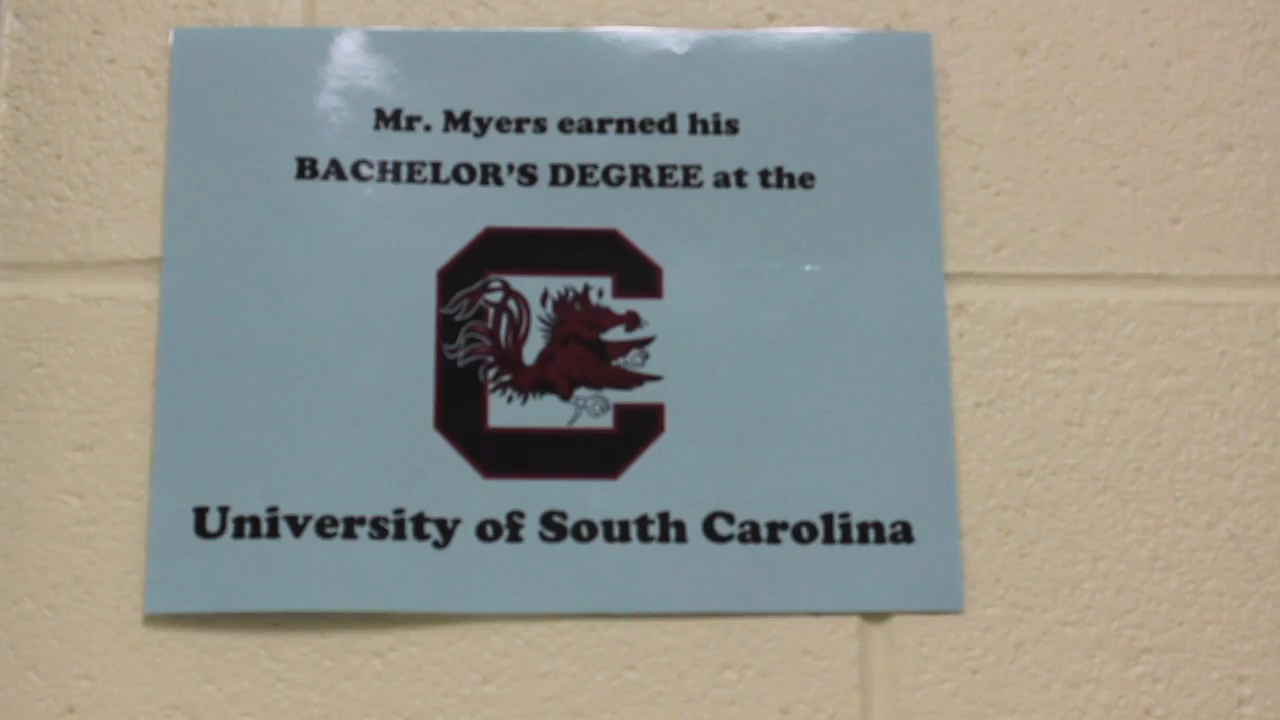 Mr. Myers earned his
BACHELOR'S DEGREE at the
C
University of South Carolina